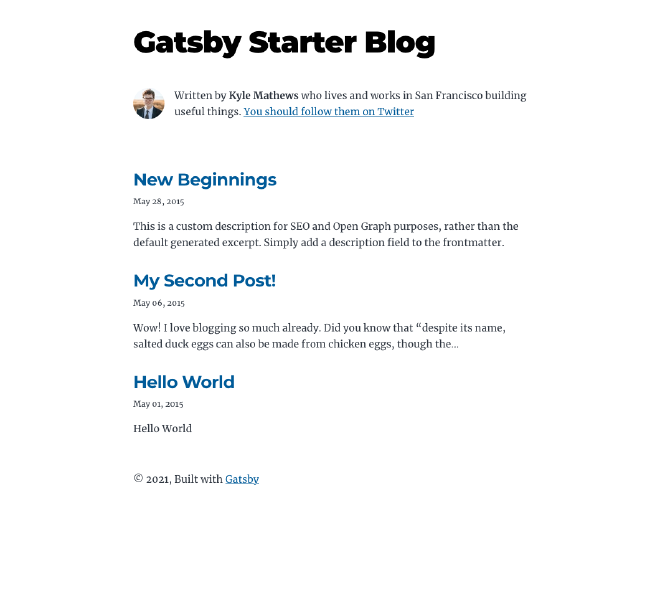 Gatsby Starter Blog
Written by Kyle Mathews who lives and works in San Francisco building
useful things. You should follow them on Twitter
New Beginnings
May 28, 2015
This is a custom description for SEO and Open Graph purposes, rather than the
default generated excerpt. Simply add a description field to the frontmatter.
My Second Post!
May 06, 2015
Wow! I love blogging so much already. Did you know that “despite its name,
salted duck eggs can also be made from chicken eggs, though the…
Hello World
May 01, 2015
Hello World
© 2021, Built with Gatsby